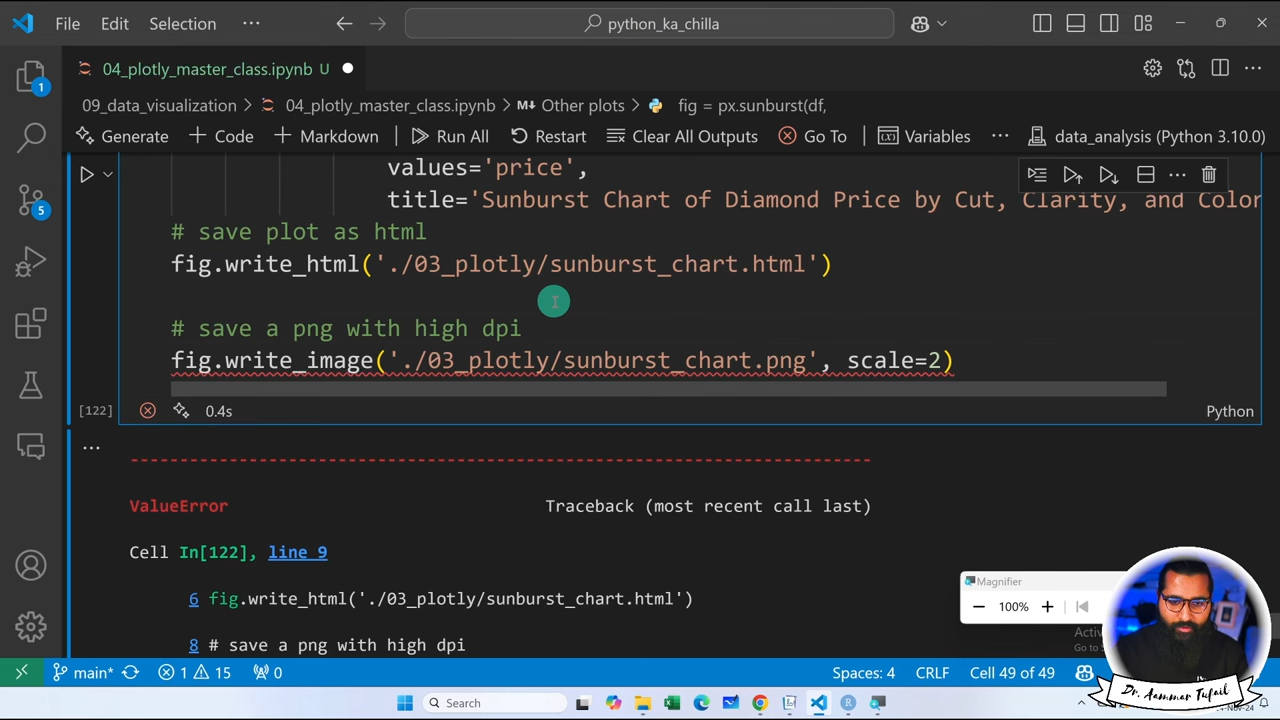 File Edit Selection ··· python_ka_chilla
04_plotly_master_class.ipynb U
09_data_visualization > 04_plotly_master_class.ipynb > M↓ Other plots > fig = px.sunburst(df,
Generate + Code + Markdown Run All Restart Clear All Outputs Go To Variables ··· data_analysis (Python 3.10.0)
values='price',
title='Sunburst Chart of Diamond Price by Cut, Clarity, and Color
# save plot as html
fig.write_html('./03_plotly/sunburst_chart.html')
# save a png with high dpi
fig.write_image('./03_plotly/sunburst_chart.png', scale=2)
[122] 0.4s Python
ValueError Traceback (most recent call last)
Cell In[122], line 9
6 fig.write_html('./03_plotly/sunburst_chart.html')
8 # save a png with high dpi
Magnifier
100%
1
5
main* 1 15 0 Spaces: 4 CRLF Cell 49 of 49
Search
Dr. Aammar Tufail